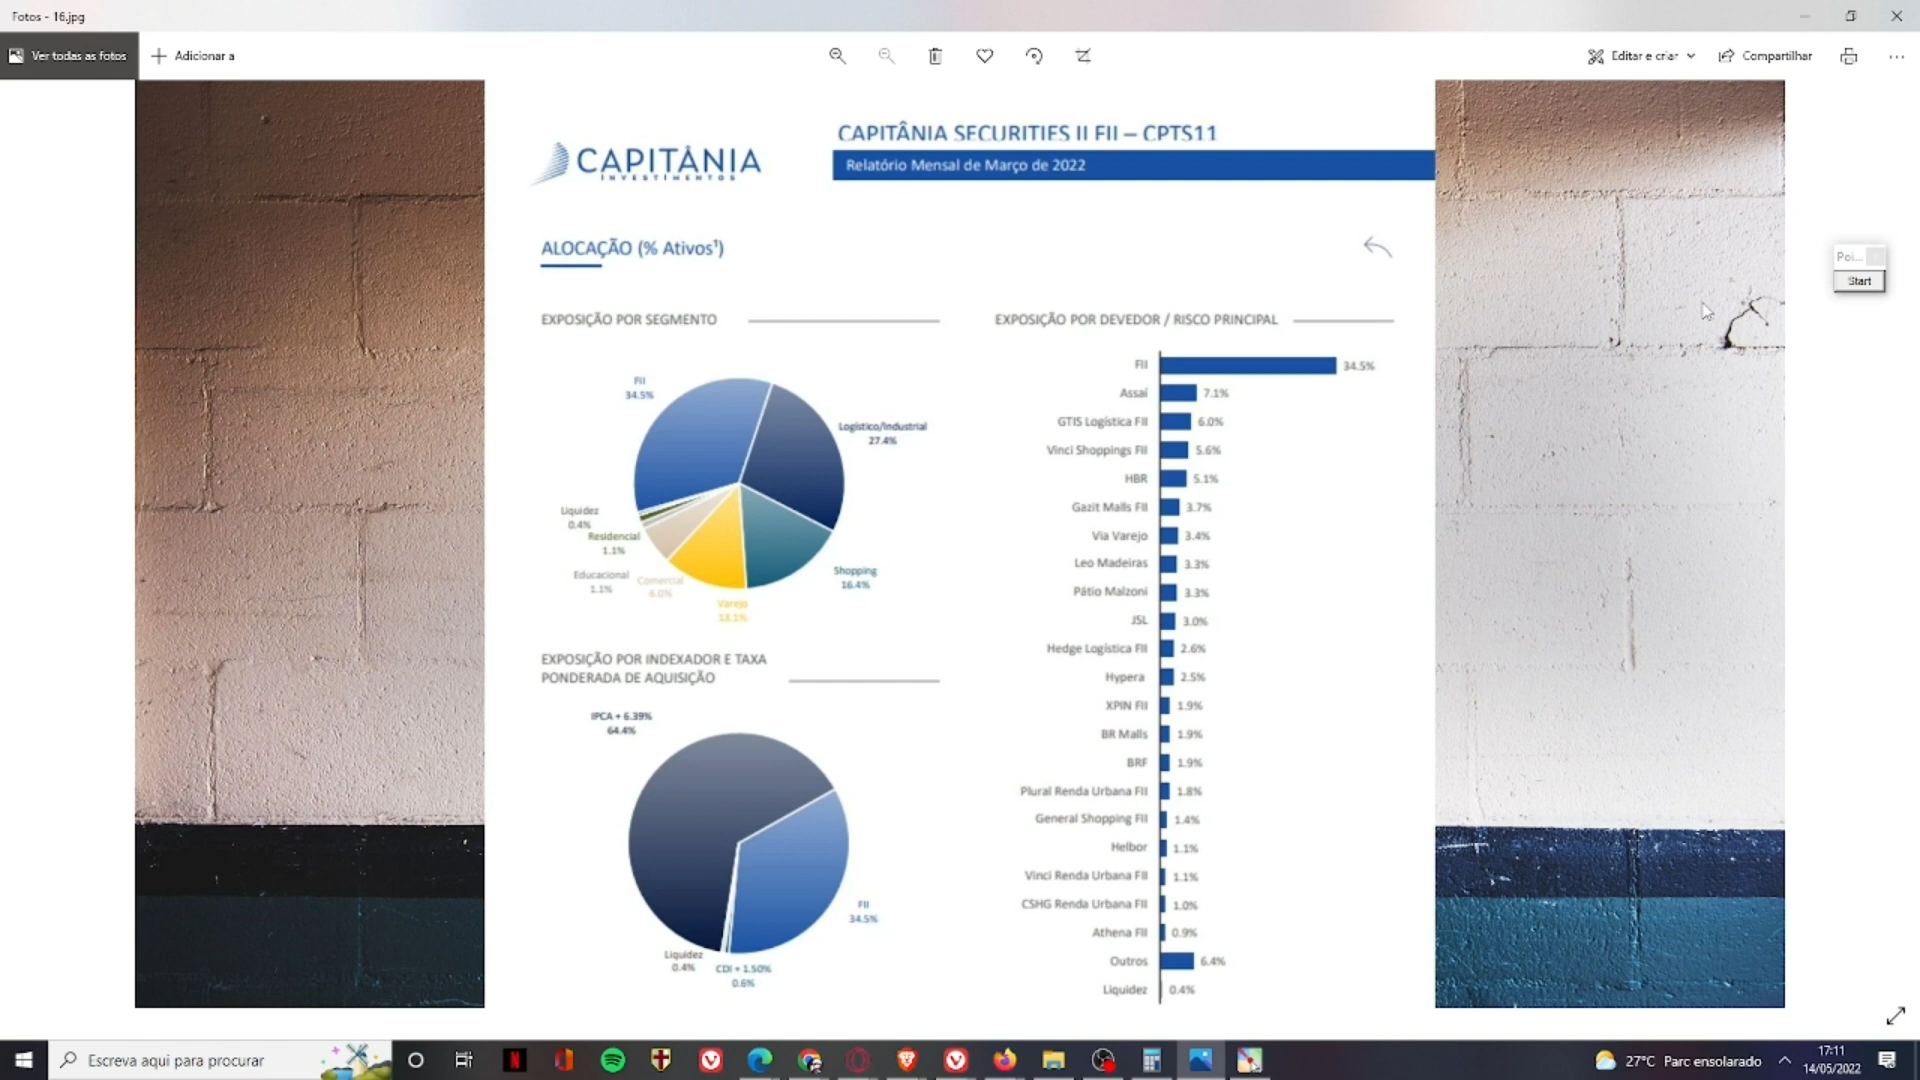 Fotos - 16.jpg
Ver todas as fotos
Adicionar a
Editar e criar
Compartilhar
CAPITÂNIA
INVESTIMENTOS
CAPITÂNIA SECURITIES II FII – CPTS11
Relatório Mensal de Março de 2022
ALOCAÇÃO (% Ativos¹)
EXPOSIÇÃO POR SEGMENTO
FII
34.5%
Logístico/Industrial
27.4%
Liquidez
0.4%
Residencial
1.1%
Educacional
1.1%
Comercial
6.0%
Varejo
13.1%
Shopping
16.4%
EXPOSIÇÃO POR INDEXADOR E TAXA
PONDERADA DE AQUISIÇÃO
IPCA + 6.39%
64.4%
FII
34.5%
Liquidez
0.4%
CDI + 1.50%
0.6%
EXPOSIÇÃO POR DEVEDOR / RISCO PRINCIPAL
FII 34.5%
Assaí 7.1%
GTIS Logística FII 6.0%
Vinci Shoppings FII 5.6%
HBR 5.1%
Gazit Malls FII 3.7%
Via Varejo 3.4%
Leo Madeiras 3.3%
Pátio Malzoni 3.3%
JSL 3.0%
Hedge Logística FII 2.6%
Hypera 2.5%
XPIN FII 1.9%
BR Malls 1.9%
BRF 1.9%
Plural Renda Urbana FII 1.8%
General Shopping FII 1.4%
Helbor 1.1%
Vinci Renda Urbana FII 1.1%
CSHG Renda Urbana FII 1.0%
Athena FII 0.9%
Outros 6.4%
Liquidez 0.4%
Poi...
Start
Escreva aqui para procurar
27°C Parc ensolarado
17:11
14/05/2022